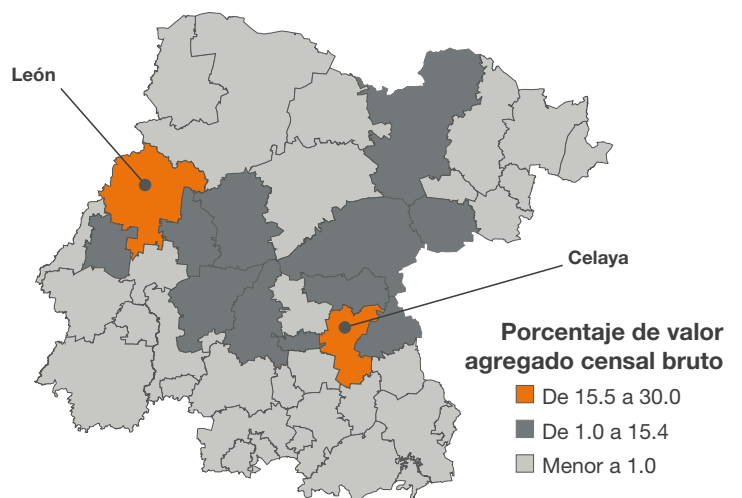 León
Celaya
Porcentaje de valor
agregado censal bruto
De 15.5 a 30.0
De 1.0 a 15.4
Menor a 1.0